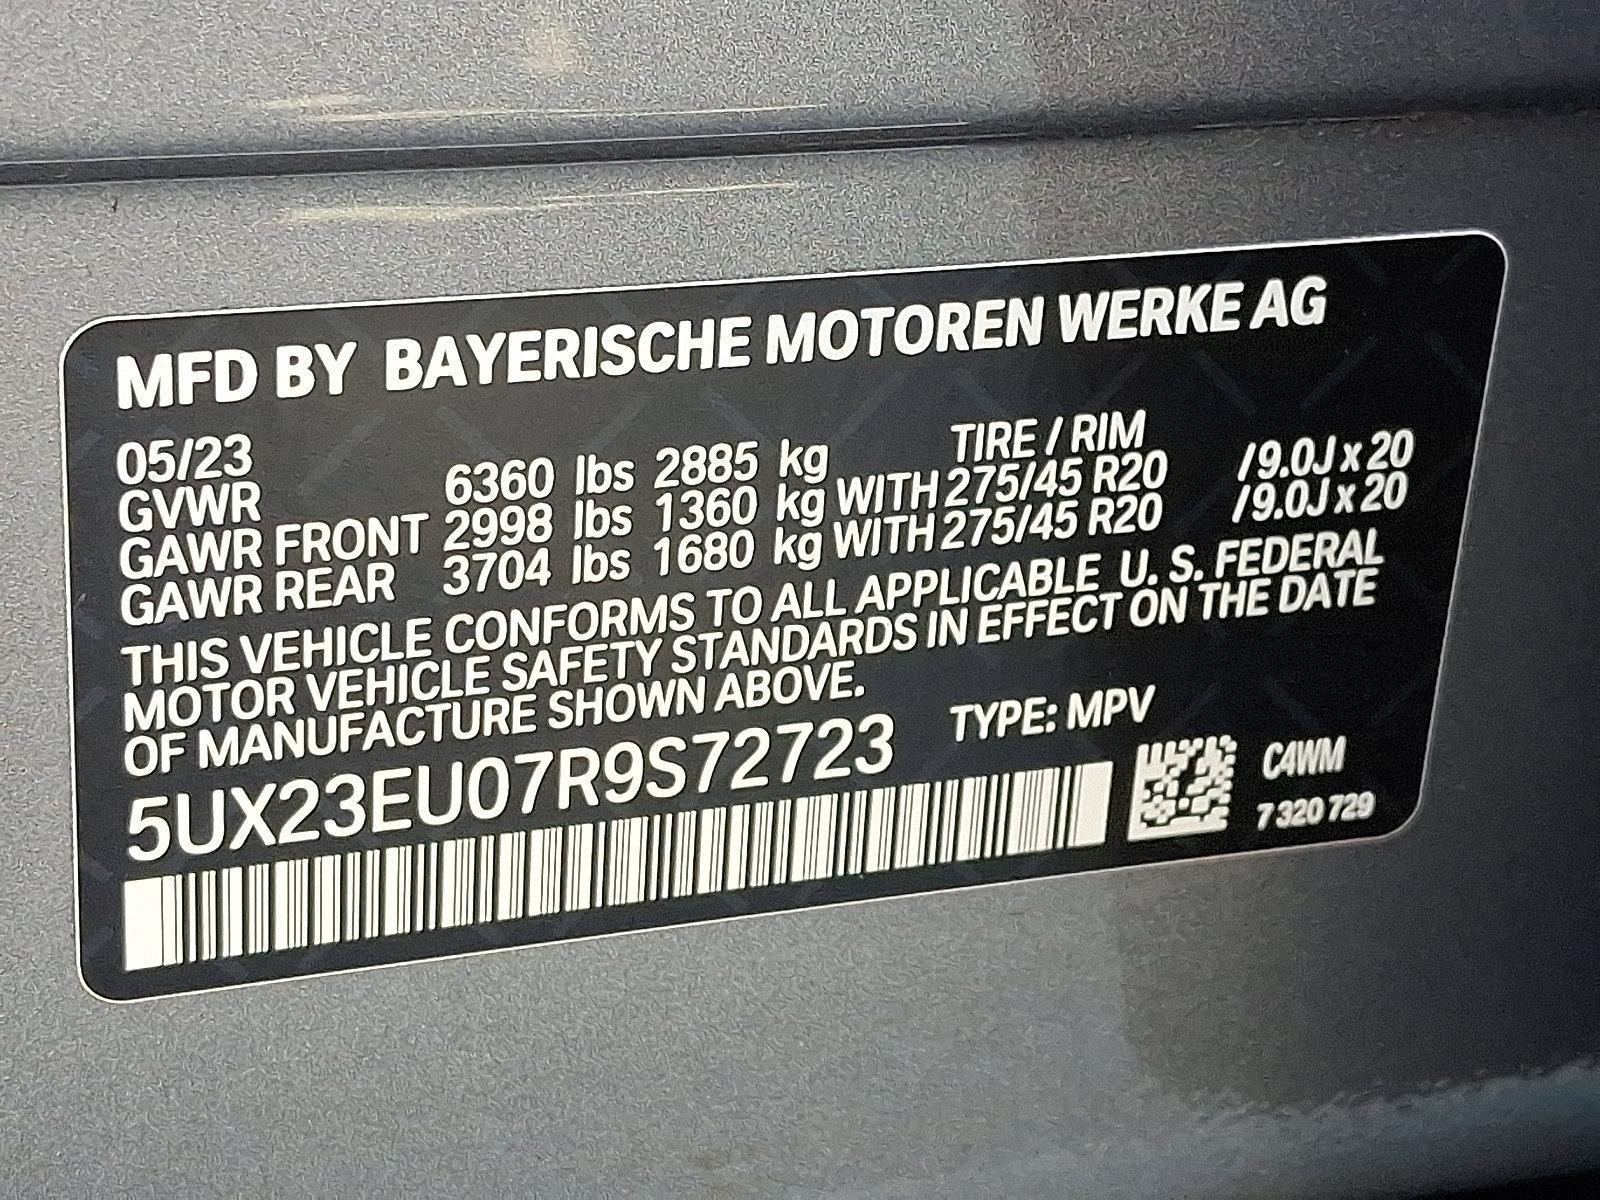 MFD BY BAYERISCHE MOTOREN WERKE AG
05/23 TIRE / RIM
GVWR 6360 lbs 2885 kg
GAWR FRONT 2998 lbs 1360 kg WITH 275/45 R20 /9.0J x 20
GAWR REAR 3704 lbs 1680 kg WITH 275/45 R20 /9.0J x 20
THIS VEHICLE CONFORMS TO ALL APPLICABLE U. S. FEDERAL
MOTOR VEHICLE SAFETY STANDARDS IN EFFECT ON THE DATE
OF MANUFACTURE SHOWN ABOVE.
5UX23EU07R9S72723 TYPE: MPV
C4WM
7 320 729